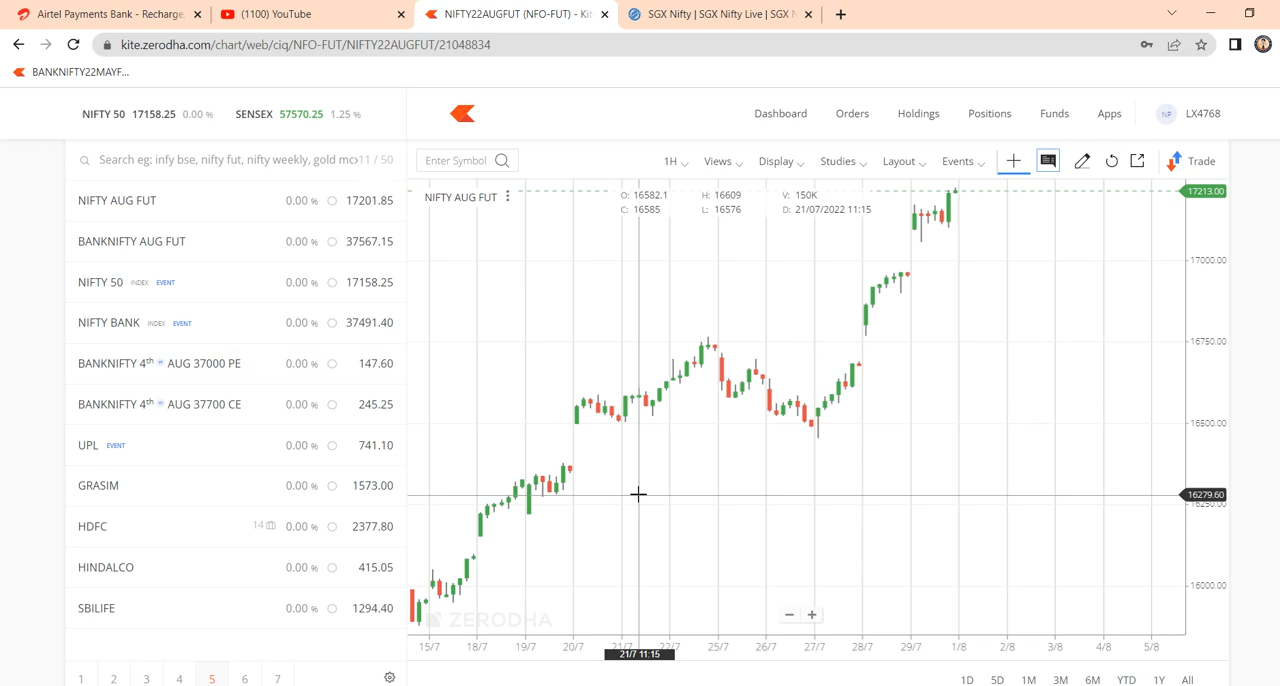 Airtel Payments Bank - Recharge,
(1100) YouTube
NIFTY22AUGFUT (NFO-FUT) - Kit
SGX Nifty | SGX Nifty Live | SGX N
kite.zerodha.com/chart/web/ciq/NFO-FUT/NIFTY22AUGFUT/21048834
BANKNIFTY22MAYF...
NIFTY 50 17158.25 0.00 % SENSEX 57570.25 1.25 %
Dashboard Orders Holdings Positions Funds Apps NP LX4768
Search eg: infy bse, nifty fut, nifty weekly, gold mcx 11 / 50
Enter Symbol 1H Views Display Studies Layout Events Trade
NIFTY AUG FUT 0.00 % 17201.85
BANKNIFTY AUG FUT 0.00 % 37567.15
NIFTY 50 INDEX EVENT 0.00 % 17158.25
NIFTY BANK INDEX EVENT 0.00 % 37491.40
BANKNIFTY 4th w AUG 37000 PE 0.00 % 147.60
BANKNIFTY 4th w AUG 37700 CE 0.00 % 245.25
UPL EVENT 0.00 % 741.10
GRASIM 0.00 % 1573.00
HDFC 14 0.00 % 2377.80
HINDALCO 0.00 % 415.05
SBILIFE 0.00 % 1294.40
1 2 3 4 5 6 7
NIFTY AUG FUT
O: 16582.1 H: 16609 V: 150K
C: 16585 L: 16576 D: 21/07/2022 11:15
17213.00
17000.00
16750.00
16500.00
16279.60
16250.00
16000.00
ZERODHA
15/7 18/7 19/7 20/7 21/7 22/7 25/7 26/7 27/7 28/7 29/7 1/8 2/8 3/8 4/8 5/8
21/7 11:15
1D 5D 1M 3M 6M YTD 1Y All